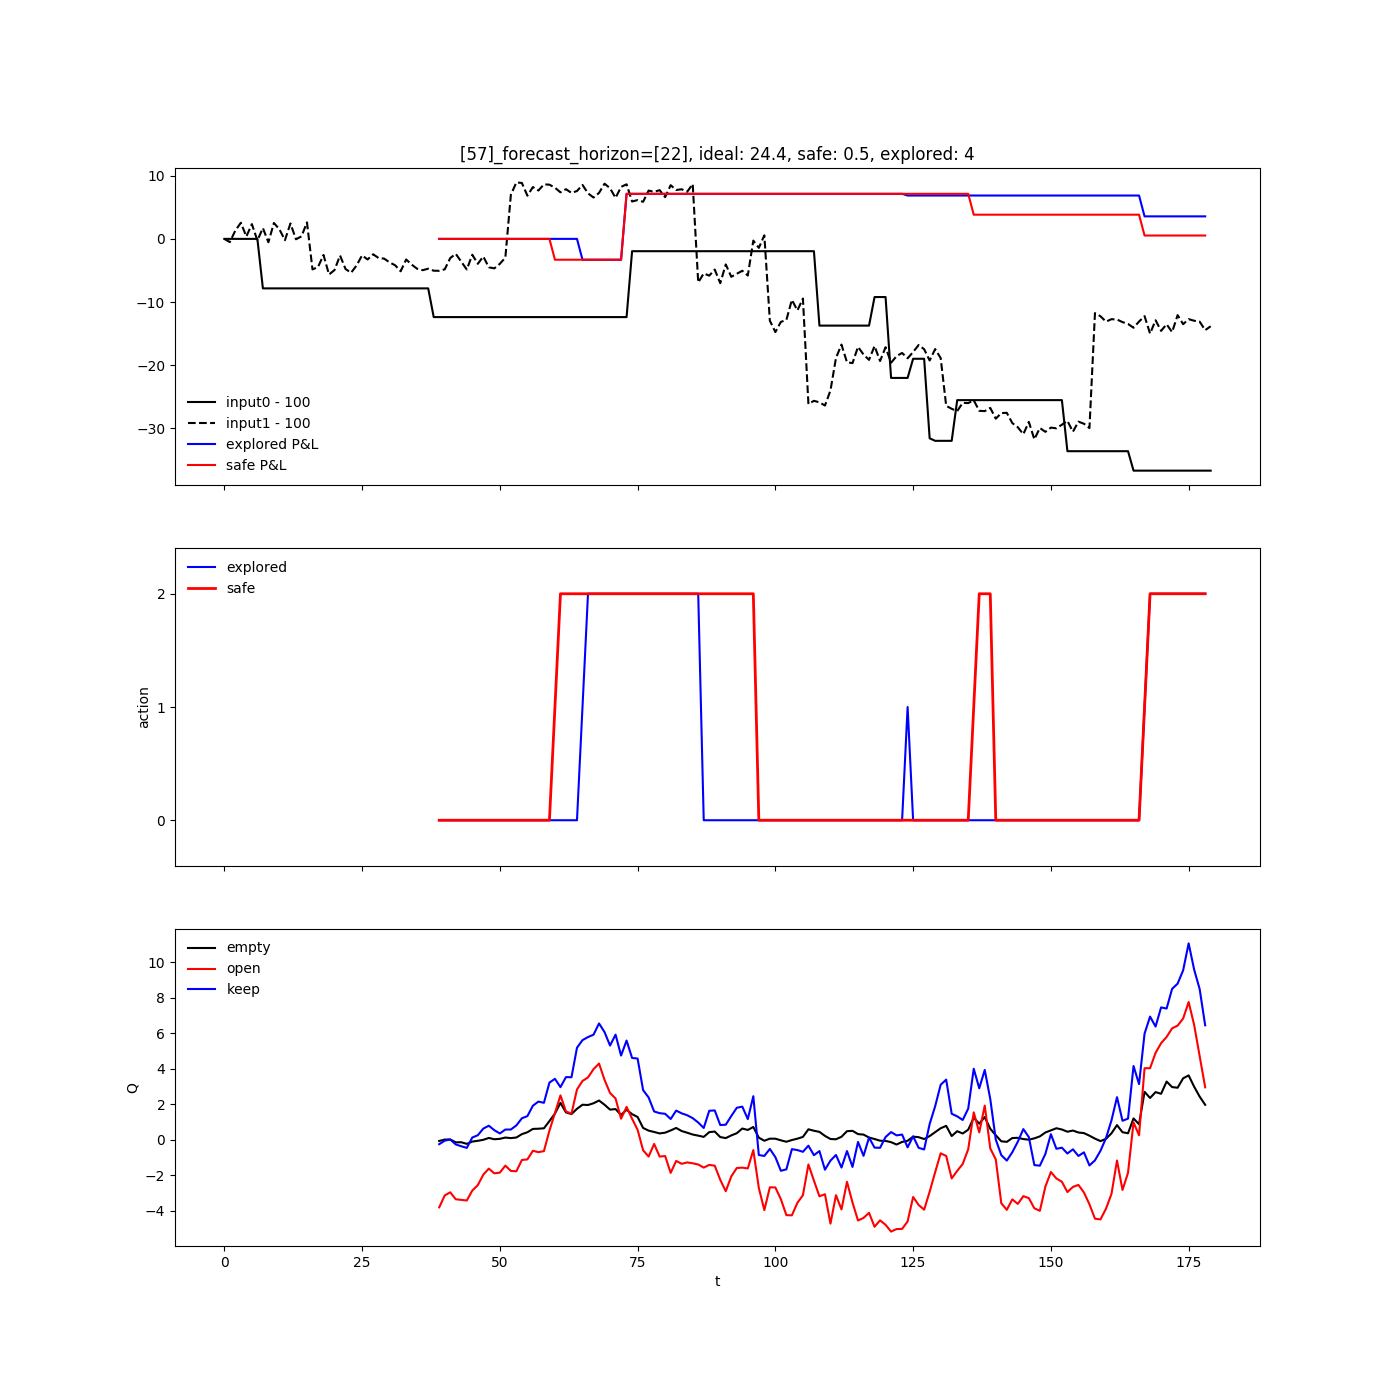 [57]_forecast_horizon=[22], ideal: 24.4, safe: 0.5, explored: 4
10
0
−10
−20
−30
input0 - 100
input1 - 100
explored P&L
safe P&L
explored
safe
2
1
0
action
empty
open
keep
10
8
6
4
2
0
−2
−4
Q
0 25 50 75 100 125 150 175
t